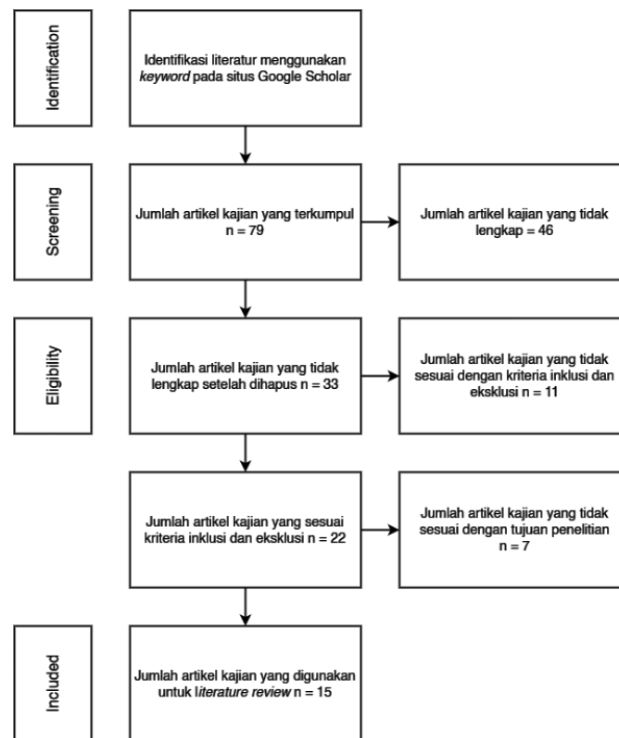 Identification
Identifikasi literatur menggunakan
keyword pada situs Google Scholar
Screening
Jumlah artikel kajian yang terkumpul
n = 79
Jumlah artikel kajian yang tidak
lengkap = 46
Eligibility
Jumlah artikel kajian yang tidak
lengkap setelah dihapus n = 33
Jumlah artikel kajian yang tidak
sesuai dengan kriteria inklusi dan
eksklusi n = 11
Jumlah artikel kajian yang sesuai
kriteria inklusi dan eksklusi n = 22
Jumlah artikel kajian yang tidak
sesuai dengan tujuan penelitian
n = 7
Included
Jumlah artikel kajian yang digunakan
untuk literature review n = 15